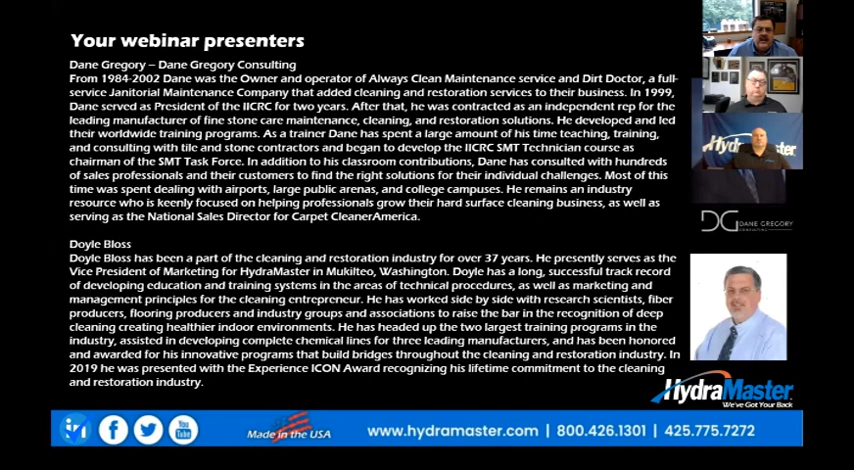 Your webinar presenters
Dane Gregory – Dane Gregory Consulting
From 1984-2002 Dane was the Owner and operator of Always Clean Maintenance service and Dirt Doctor, a full-
service Janitorial Maintenance Company that added cleaning and restoration services to their business. In 1999,
Dane served as President of the IICRC for two years. After that, he was contracted as an independent rep for the
leading manufacturer of fine stone care maintenance, cleaning, and restoration solutions. He developed and led
their worldwide training programs. As a trainer Dane has spent a large amount of his time teaching, training,
and consulting with tile and stone contractors and began to develop the IICRC SMT Technician course as
chairman of the SMT Task Force. In addition to his classroom contributions, Dane has consulted with hundreds
of sales professionals and their customers to find the right solutions for their individual challenges. Most of this
time was spent dealing with airports, large public arenas, and college campuses. He remains an industry
resource who is keenly focused on helping professionals grow their hard surface cleaning business, as well as
serving as the National Sales Director for Carpet CleanerAmerica.
DG DANE GREGORY
CONSULTING
Doyle Bloss
Doyle Bloss has been a part of the cleaning and restoration industry for over 37 years. He presently serves as the
Vice President of Marketing for HydraMaster in Mukilteo, Washington. Doyle has a long, successful track record
of developing education and training systems in the areas of technical procedures, as well as marketing and
management principles for the cleaning entrepreneur. He has worked side by side with research scientists, fiber
producers, flooring producers and industry groups and associations to raise the bar in the recognition of deep
cleaning creating healthier indoor environments. He has headed up the two largest training programs in the
industry, assisted in developing complete chemical lines for three leading manufacturers, and has been honored
and awarded for his innovative programs that build bridges throughout the cleaning and restoration industry. In
2019 he was presented with the Experience ICON Award recognizing his lifetime commitment to the cleaning
and restoration industry.
HydraMaster
We've Got Your Back
You
Tube
Made in the USA
www.hydramaster.com | 800.426.1301 | 425.775.7272